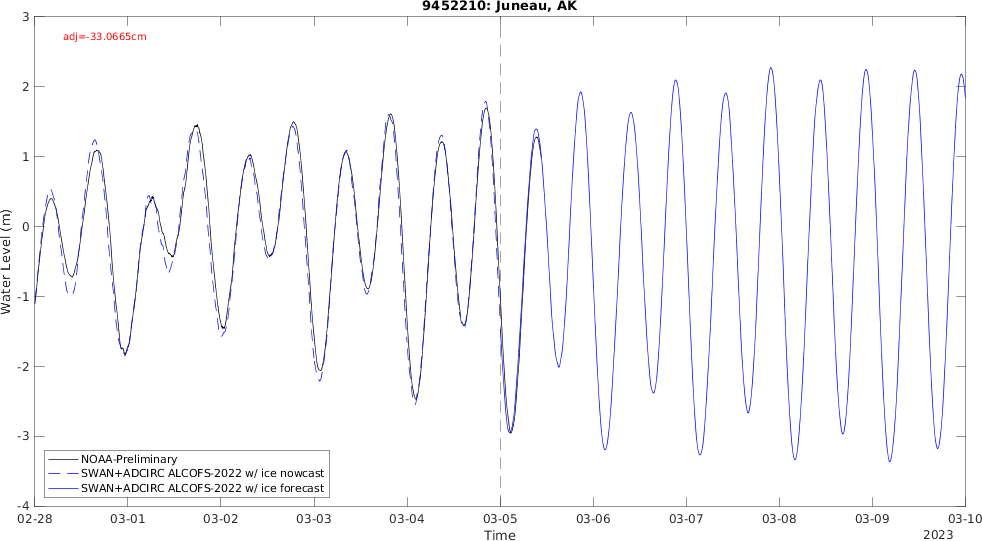 9452210: Juneau, AK
adj=-33.0665cm
3
2
1
0
-1
-2
-3
-4
Water Level (m)
NOAA-Preliminary
SWAN+ADCIRC ALCOFS-2022 w/ ice nowcast
SWAN+ADCIRC ALCOFS-2022 w/ ice forecast
02-28 03-01 03-02 03-03 03-04 03-05 03-06 03-07 03-08 03-09 03-10
Time
2023